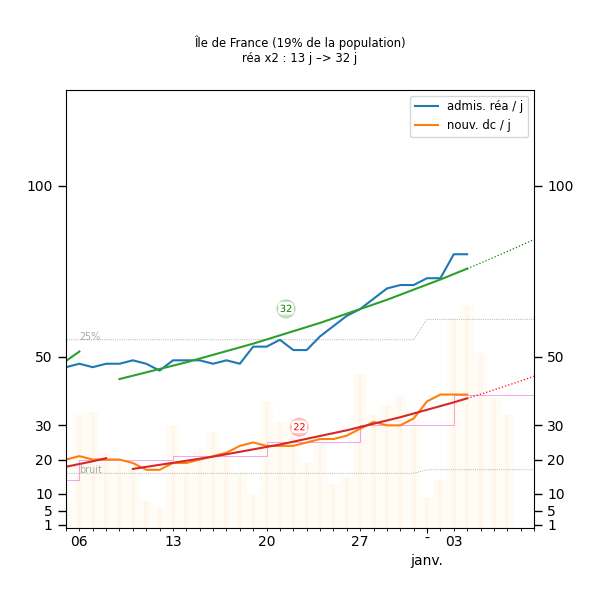 Île de France (19% de la population)
réa x2 : 13 j –> 32 j
admis. réa / j
nouv. dc / j
100 100
32
25%
50 50
30 22 30
20 20
bruit
10 10
5 5
1 1
06 13 20 27 - 03
janv.